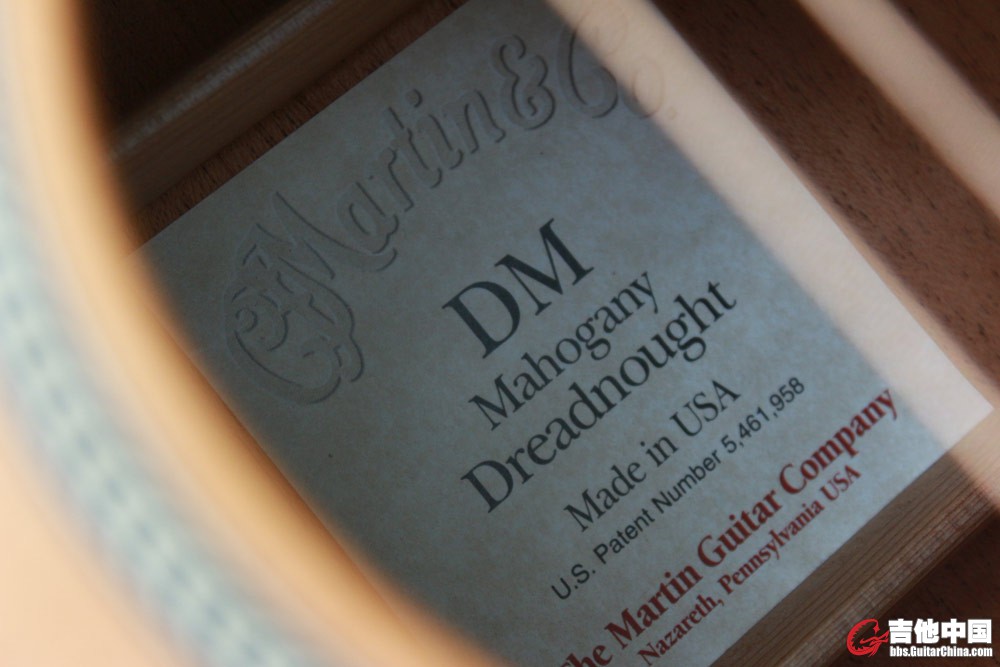 CF Martin & Co.
DM
Mahogany
Dreadnought
Made in USA
U.S. Patent Number 5,461,958
The Martin Guitar Company
Nazareth, Pennsylvania USA
吉他中国
bbs.GuitarChina.com